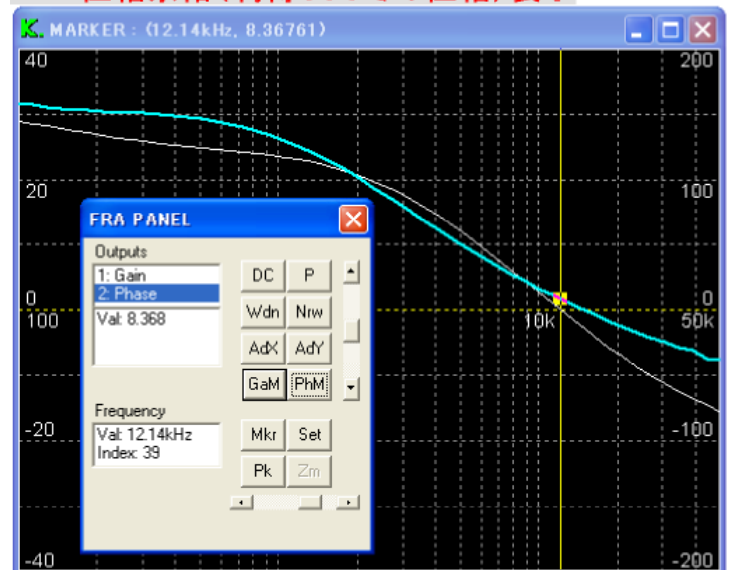 MARKER : (12.14kHz, 8.36761)
40
200
20
100
0
0
100
10k
50k
-20
-100
-40
-200
FRA PANEL
Outputs
1: Gain
2: Phase
Val: 8.368
DC
P
Wdn
Nrw
AdX
AdY
GaM
PhM
Frequency
Val: 12.14kHz
Index: 39
Mkr
Set
Pk
Zm